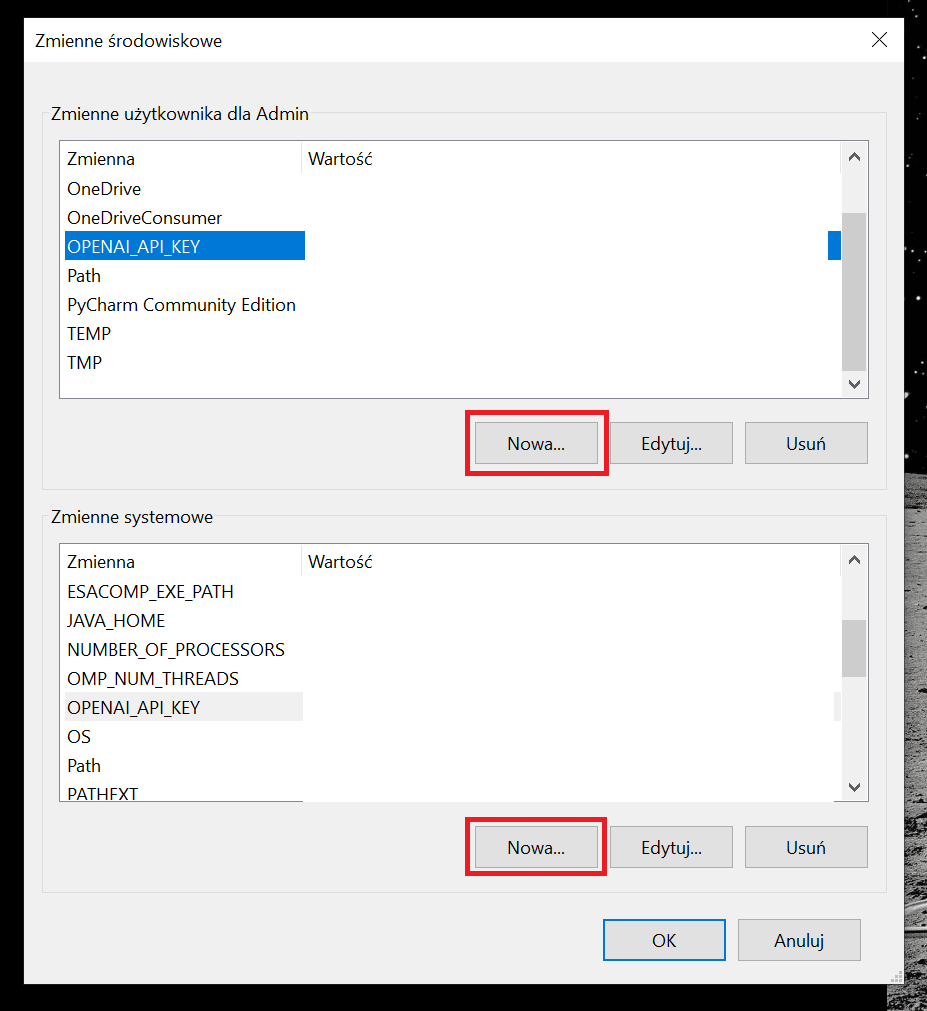 Zmienne środowiskowe
Zmienne użytkownika dla Admin
Zmienna Wartość
OneDrive
OneDriveConsumer
OPENAI_API_KEY
Path
PyCharm Community Edition
TEMP
TMP
Nowa... Edytuj... Usuń
Zmienne systemowe
Zmienna Wartość
ESACOMP_EXE_PATH
JAVA_HOME
NUMBER_OF_PROCESSORS
OMP_NUM_THREADS
OPENAI_API_KEY
OS
Path
PATHEXT
Nowa... Edytuj... Usuń
OK Anuluj